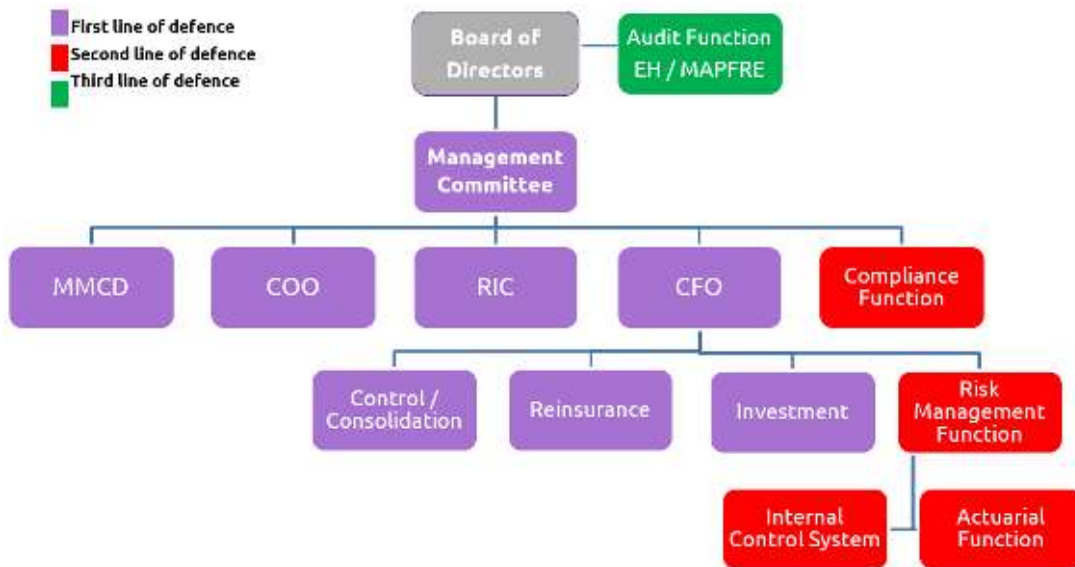 First line of defence
Second line of defence
Third line of defence
Board of
Directors
Audit Function
EH / MAPFRE
Management
Committee
MMCD
COO
RIC
CFO
Compliance
Function
Control /
Consolidation
Reinsurance
Investment
Risk
Management
Function
Internal
Control System
Actuarial
Function